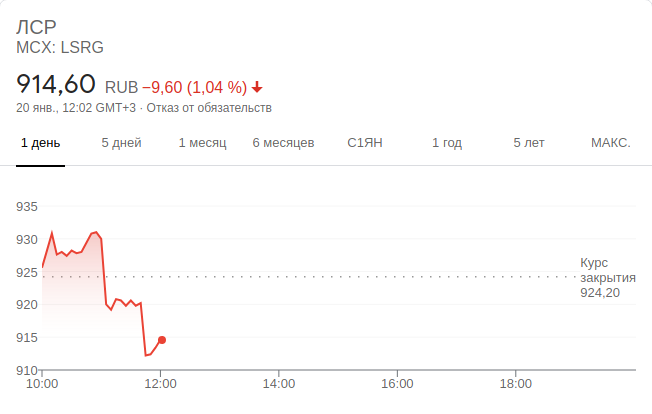 ЛСР
MCX: LSRG
914,60 RUB −9,60 (1,04 %)
20 янв., 12:02 GMT+3 · Отказ от обязательств
1 день 5 дней 1 месяц 6 месяцев С1ЯН 1 год 5 лет МАКС.
935
930
925
920
915
910
Курс
закрытия
924,20
10:00 12:00 14:00 16:00 18:00